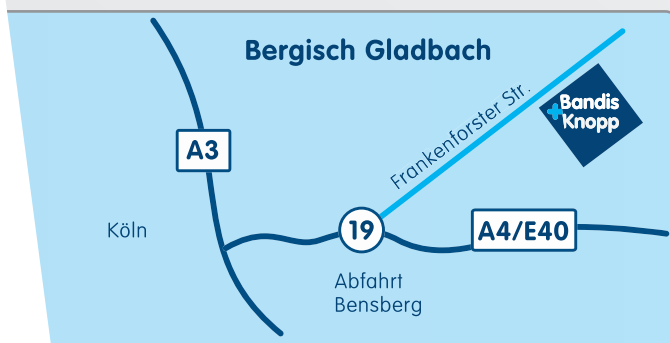 Bergisch Gladbach
Frankenforster Str.
+Bandis
Knopp
A3
Köln
19
A4/E40
Abfahrt
Bensberg